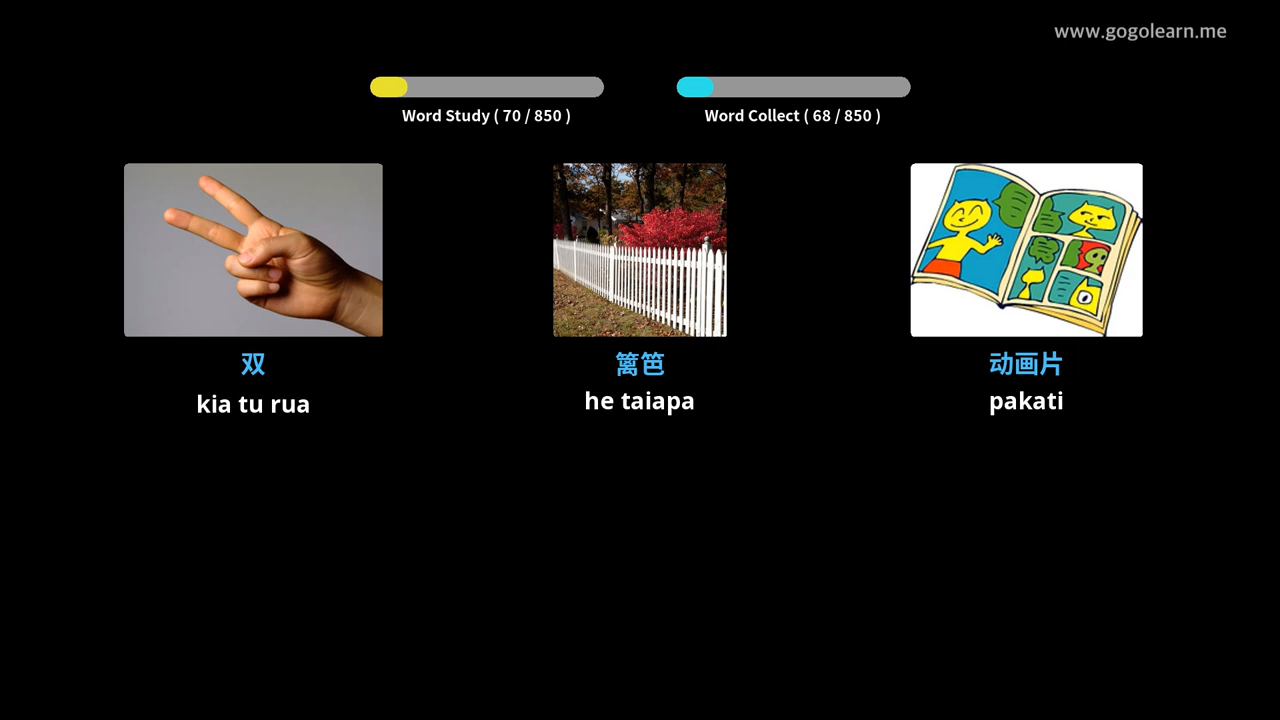 www.gogolearn.me
Word Study ( 70 / 850 )
Word Collect ( 68 / 850 )
双
篱笆
动画片
kia tu rua
he taiapa
pakati